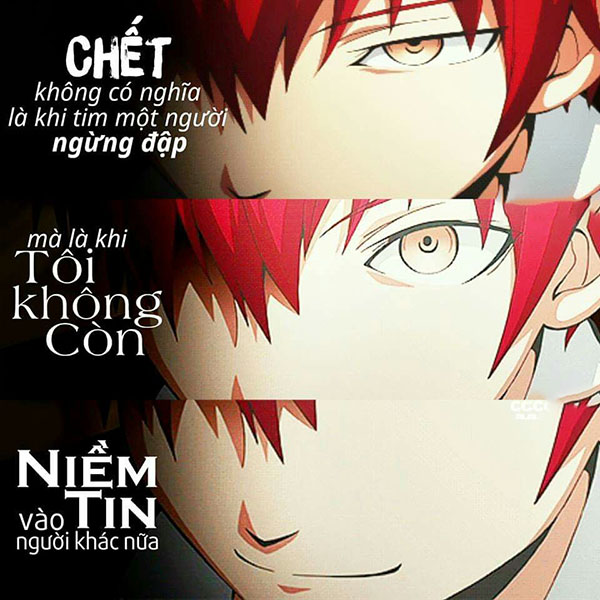 CHẾT
không có nghĩa
là khi tim một người
ngừng đập
mà là khi
Tôi
không
Còn
NIỀM
vào TIN
người khác nữa